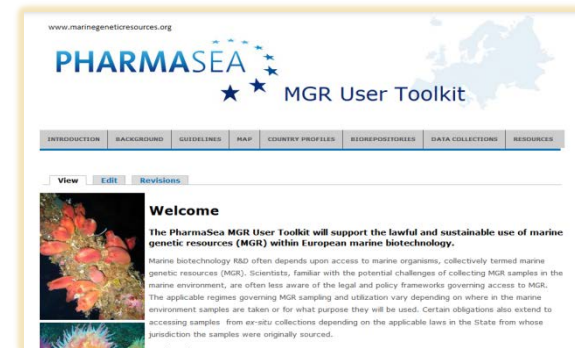 www.marinegeneticresources.org
PHARMASEA
MGR User Toolkit
INTRODUCTION BACKGROUND GUIDELINES MAP COUNTRY PROFILES BIOREPOSITORIES DATA COLLECTIONS RESOURCES
View Edit Revisions
Welcome
The PharmaSea MGR User Toolkit will support the lawful and sustainable use of marine
genetic resources (MGR) within European marine biotechnology.
Marine biotechnology R&D often depends upon access to marine organisms, collectively termed marine
genetic resources (MGR). Scientists, familiar with the potential challenges of collecting MGR samples in the
marine environment, are often less aware of the legal and policy frameworks governing access to MGR.
The applicable regimes governing MGR sampling and utilization vary depending on where in the marine
environment samples are taken or for what purpose they will be used. Certain obligations also extend to
accessing samples from ex-situ collections depending on the applicable laws in the State from whose
jurisdiction the samples were originally sourced.